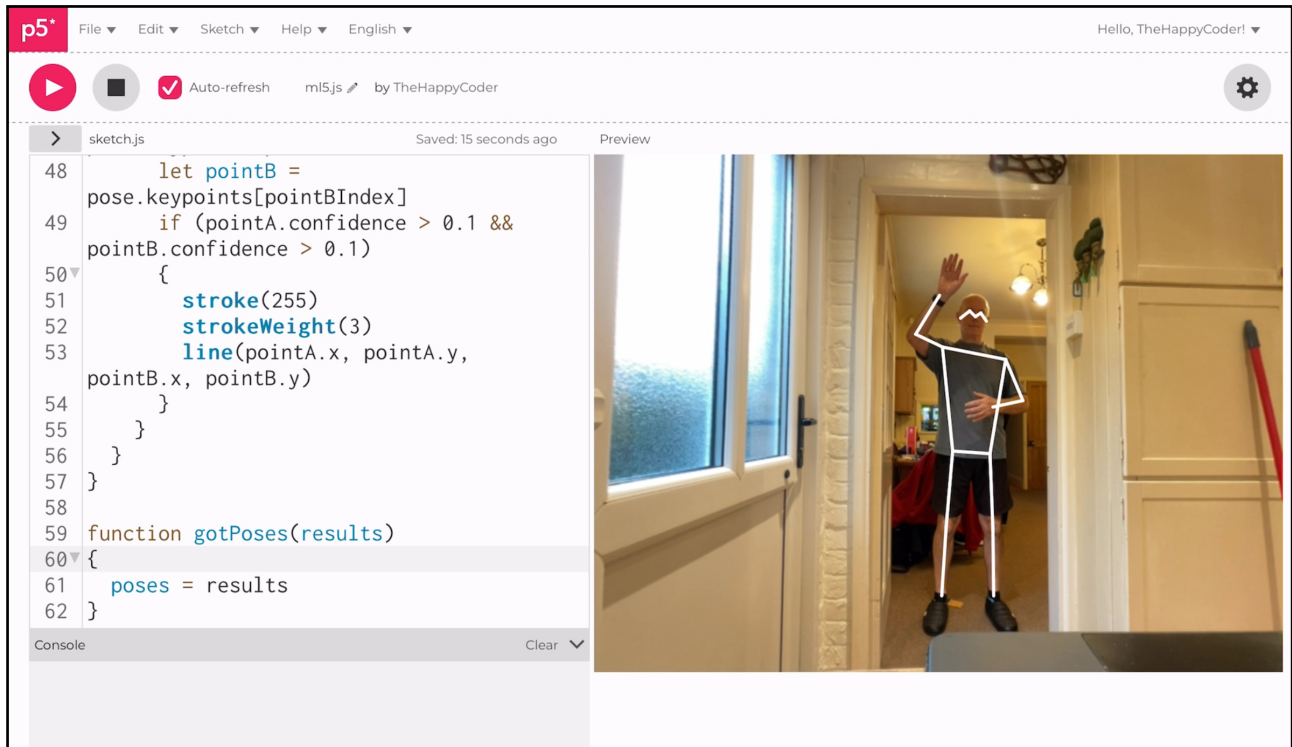 p5* File Edit Sketch Help English Hello, TheHappyCoder!
Auto-refresh ml5.js by TheHappyCoder
sketch.js Saved: 15 seconds ago Preview
48 let pointB =
pose.keypoints[pointBIndex]
49 if (pointA.confidence > 0.1 &&
pointB.confidence > 0.1)
50 {
51 stroke(255)
52 strokeWeight(3)
53 line(pointA.x, pointA.y,
pointB.x, pointB.y)
54 }
55 }
56 }
57 }
58
59 function gotPoses(results)
60 {
61 poses = results
62 }
Console Clear